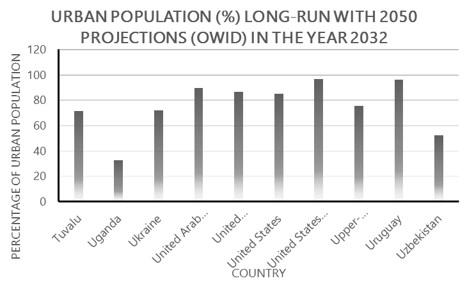 URBAN POPULATION (%) LONG-RUN WITH 2050
PROJECTIONS (OWID) IN THE YEAR 2032
PERCENTAGE OF URBAN POPULATION
120
100
80
60
40
20
0
Tuvalu
Uganda
Ukraine
United Arab…
United…
United States
United States…
Upper-…
Uruguay
Uzbekistan
COUNTRY